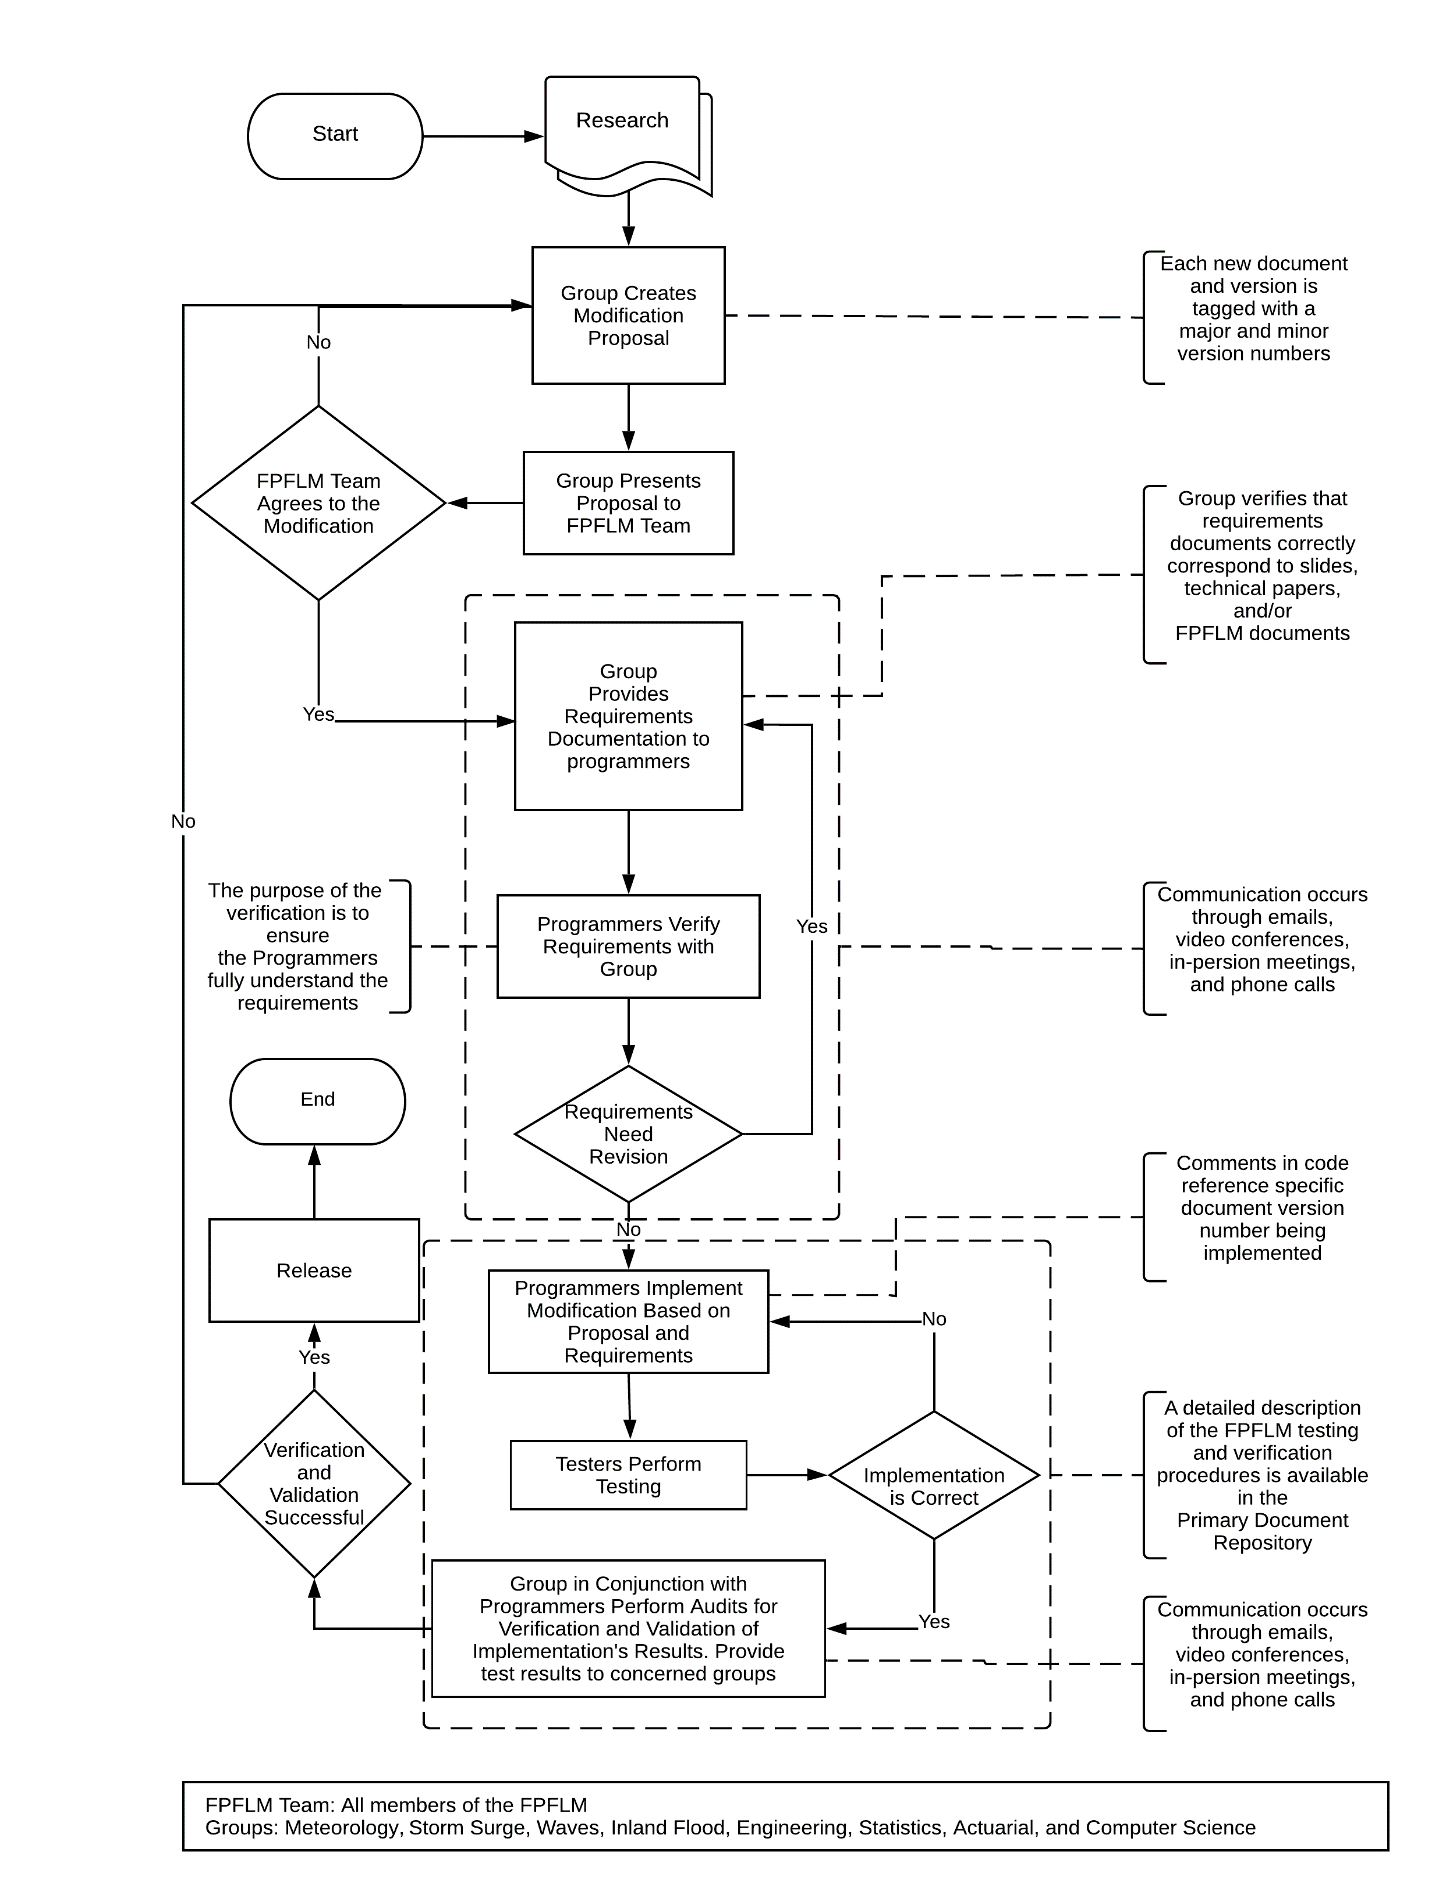 Start
Research
Group Creates
Modification
Proposal
Each new document
and version is
tagged with a
major and minor
version numbers
No
FPFLM Team
Agrees to the
Modification
Group Presents
Proposal to
FPFLM Team
Group verifies that
requirements
documents correctly
correspond to slides,
technical papers,
and/or
FPFLM documents
Group
Provides
Requirements
Documentation to
programmers
Yes
No
The purpose of the
verification is to
ensure
the Programmers
fully understand the
requirements
Programmers Verify
Requirements with
Group
Yes
Communication occurs
through emails,
video conferences,
in-persion meetings,
and phone calls
End
Requirements
Need
Revision
Comments in code
reference specific
document version
number being
implemented
No
Release
Programmers Implement
Modification Based on
Proposal and
Requirements
No
Yes
Verification
and
Validation
Successful
Testers Perform
Testing
Implementation
is Correct
A detailed description
of the FPFLM testing
and verification
procedures is available
in the
Primary Document
Repository
Group in Conjunction with
Programmers Perform Audits for
Verification and Validation of
Implementation's Results. Provide
test results to concerned groups
Yes
Communication occurs
through emails,
video conferences,
in-persion meetings,
and phone calls
FPFLM Team: All members of the FPFLM
Groups: Meteorology, Storm Surge, Waves, Inland Flood, Engineering, Statistics, Actuarial, and Computer Science